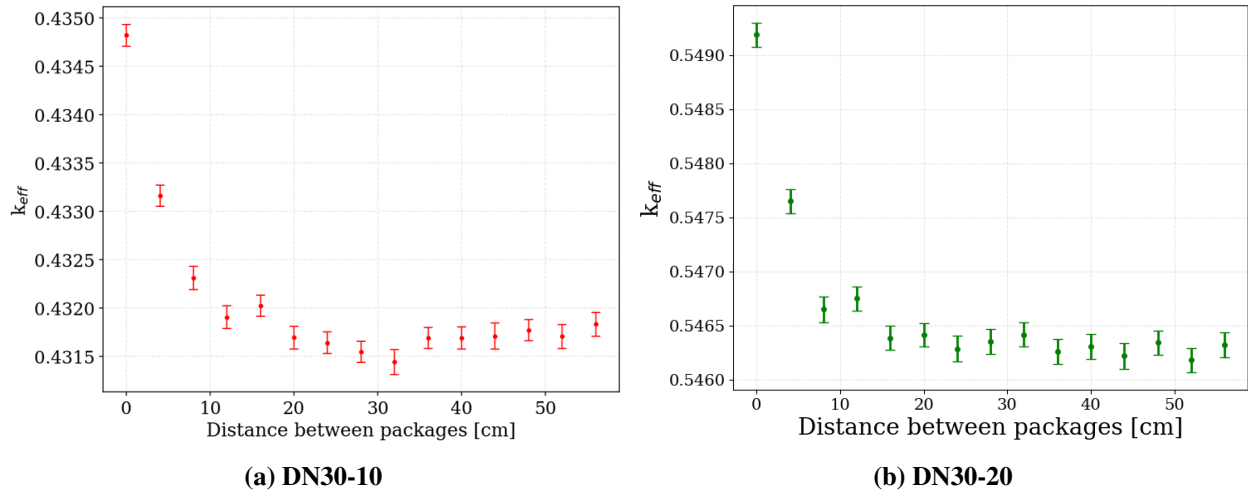 0.4350
0.4345
0.4340
0.4335
0.4330
0.4325
0.4320
0.4315
k_eff
0 10 20 30 40 50
Distance between packages [cm]
(a) DN30-10
0.5490
0.5485
0.5480
0.5475
0.5470
0.5465
0.5460
k_eff
0 10 20 30 40 50
Distance between packages [cm]
(b) DN30-20